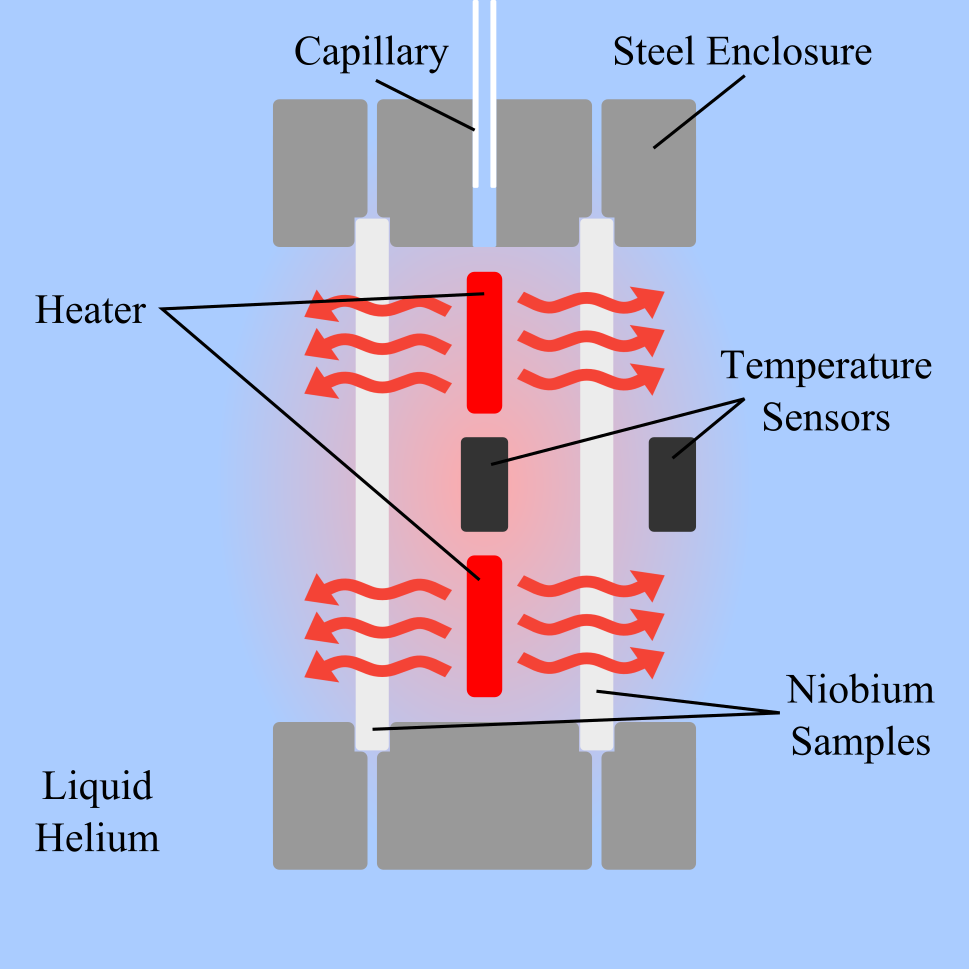 Capillary
Steel Enclosure
Heater
Temperature
Sensors
Niobium
Samples
Liquid
Helium